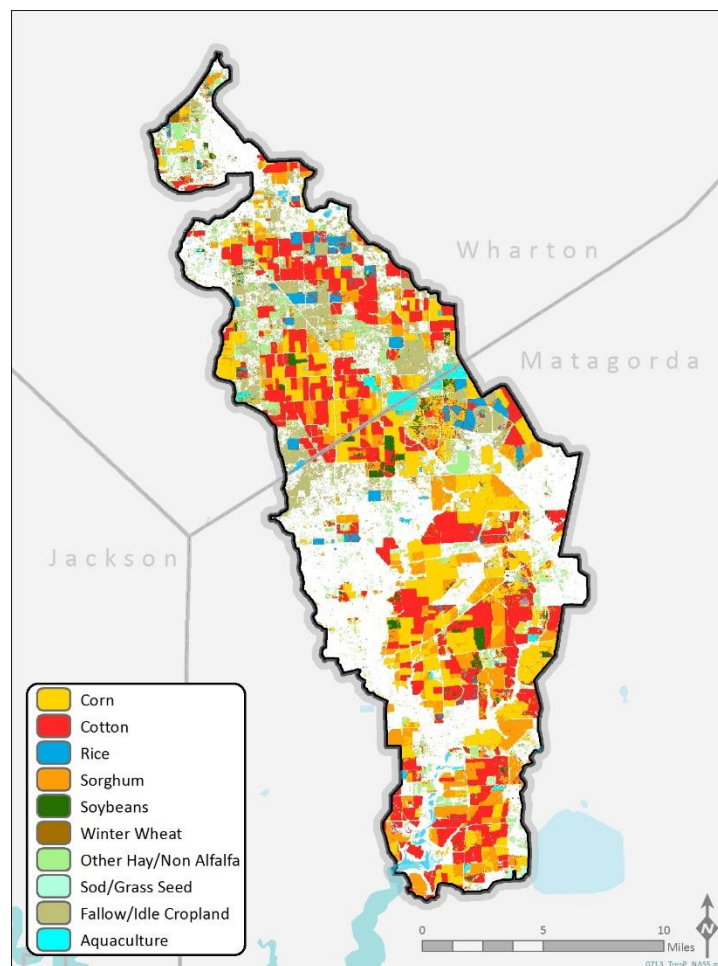 Wharton
Matagorda
Jackson
Corn
Cotton
Rice
Sorghum
Soybeans
Winter Wheat
Other Hay/Non Alfalfa
Sod/Grass Seed
Fallow/Idle Cropland
Aquaculture
0 5 10
Miles
N